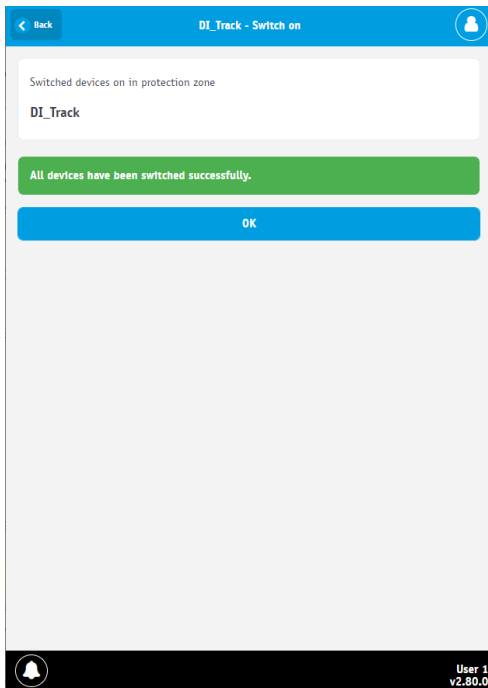 Back
DI_Track - Switch on
Switched devices on in protection zone
DI_Track
All devices have been switched successfully.
OK
User 1
v2.80.0